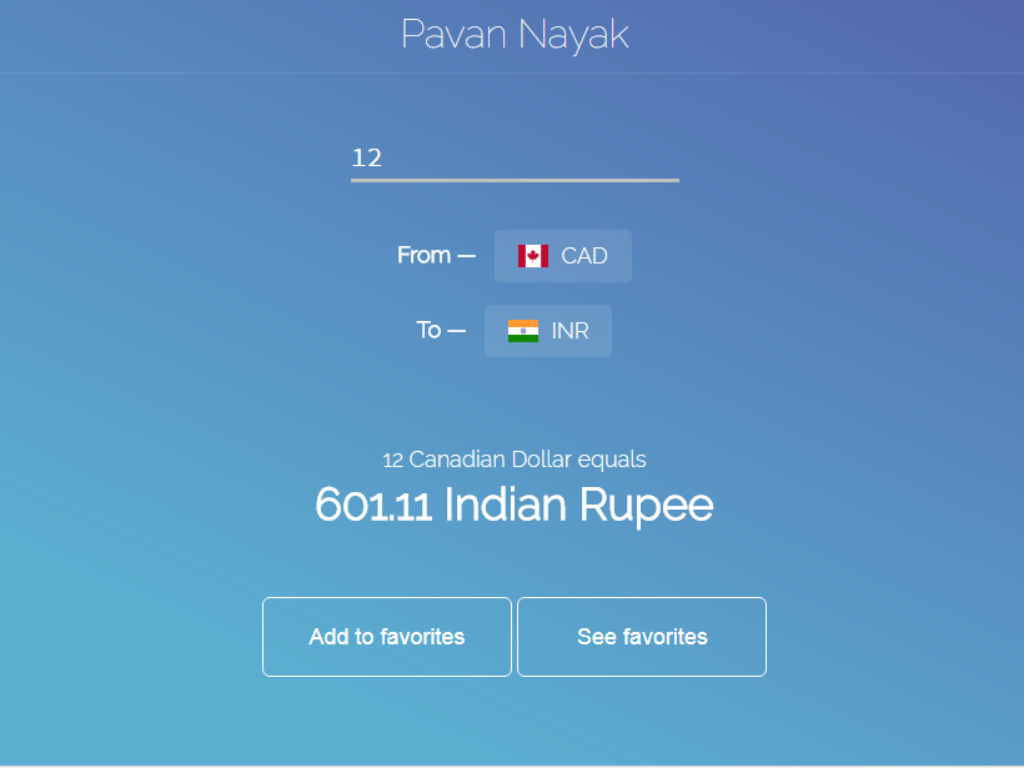 Pavan Nayak
12
From — CAD
To — INR
12 Canadian Dollar equals
601.11 Indian Rupee
Add to favorites See favorites